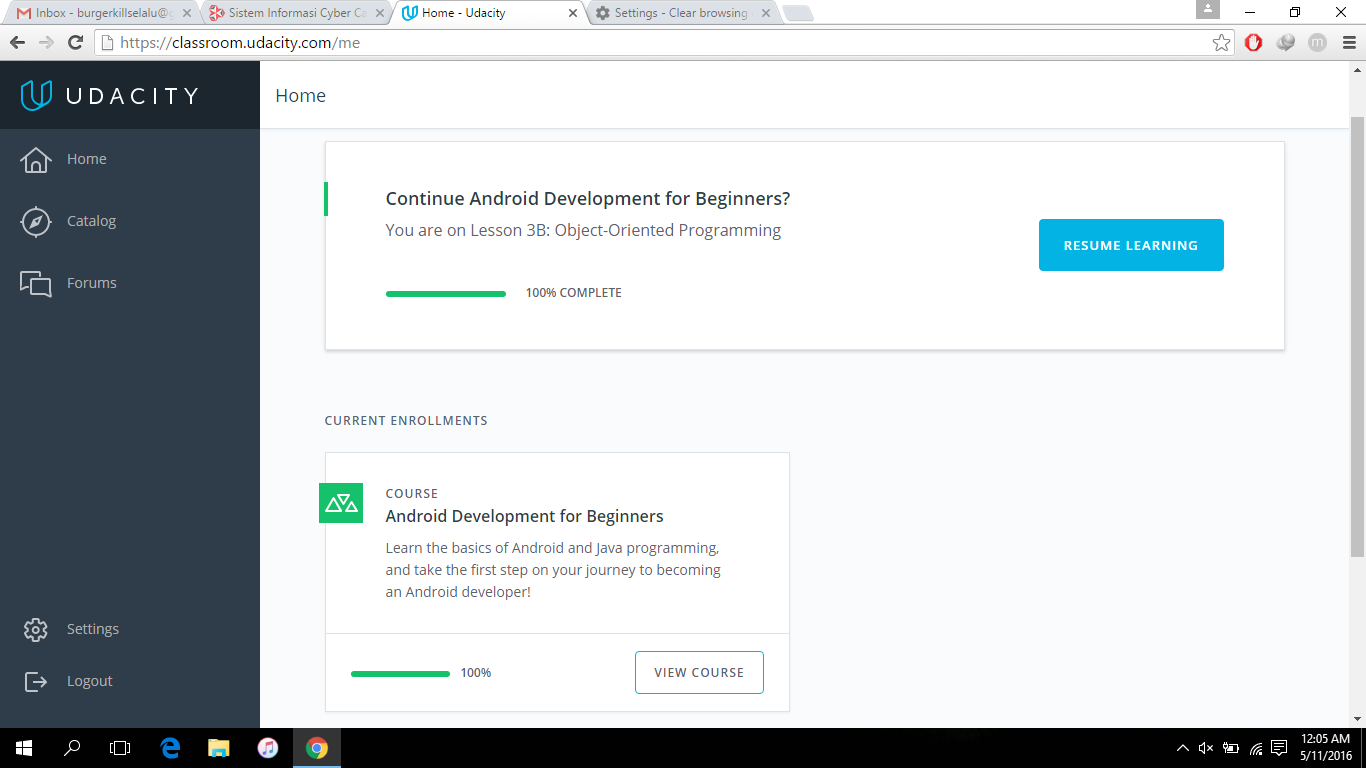 Inbox - burgerkillselalu@g
Sistem Informasi Cyber Ca
Home - Udacity
Settings - Clear browsing
https://classroom.udacity.com/me
m
UDACITY
Home
Home
Catalog
Forums
Settings
Logout
Continue Android Development for Beginners?
You are on Lesson 3B: Object-Oriented Programming
RESUME LEARNING
100% COMPLETE
CURRENT ENROLLMENTS
COURSE
Android Development for Beginners
Learn the basics of Android and Java programming,
and take the first step on your journey to becoming
an Android developer!
100%
VIEW COURSE
12:05 AM
5/11/2016